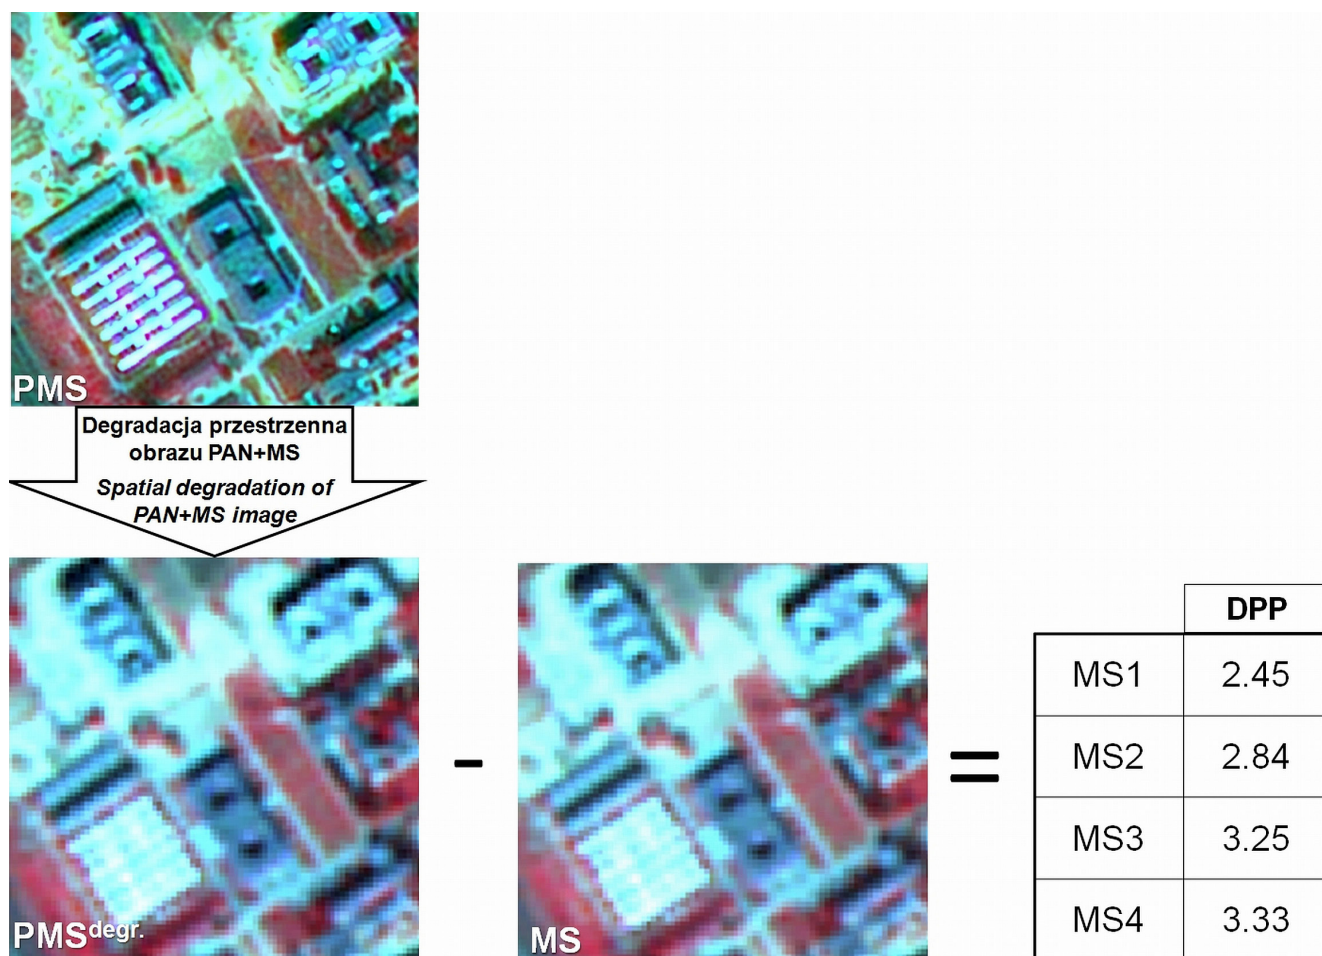 PMS
Degradacja przestrzenna
obrazu PAN+MS
Spatial degradation of
PAN+MS image
PMSdegr.
-
MS
=
DPP
MS1 2.45
MS2 2.84
MS3 3.25
MS4 3.33